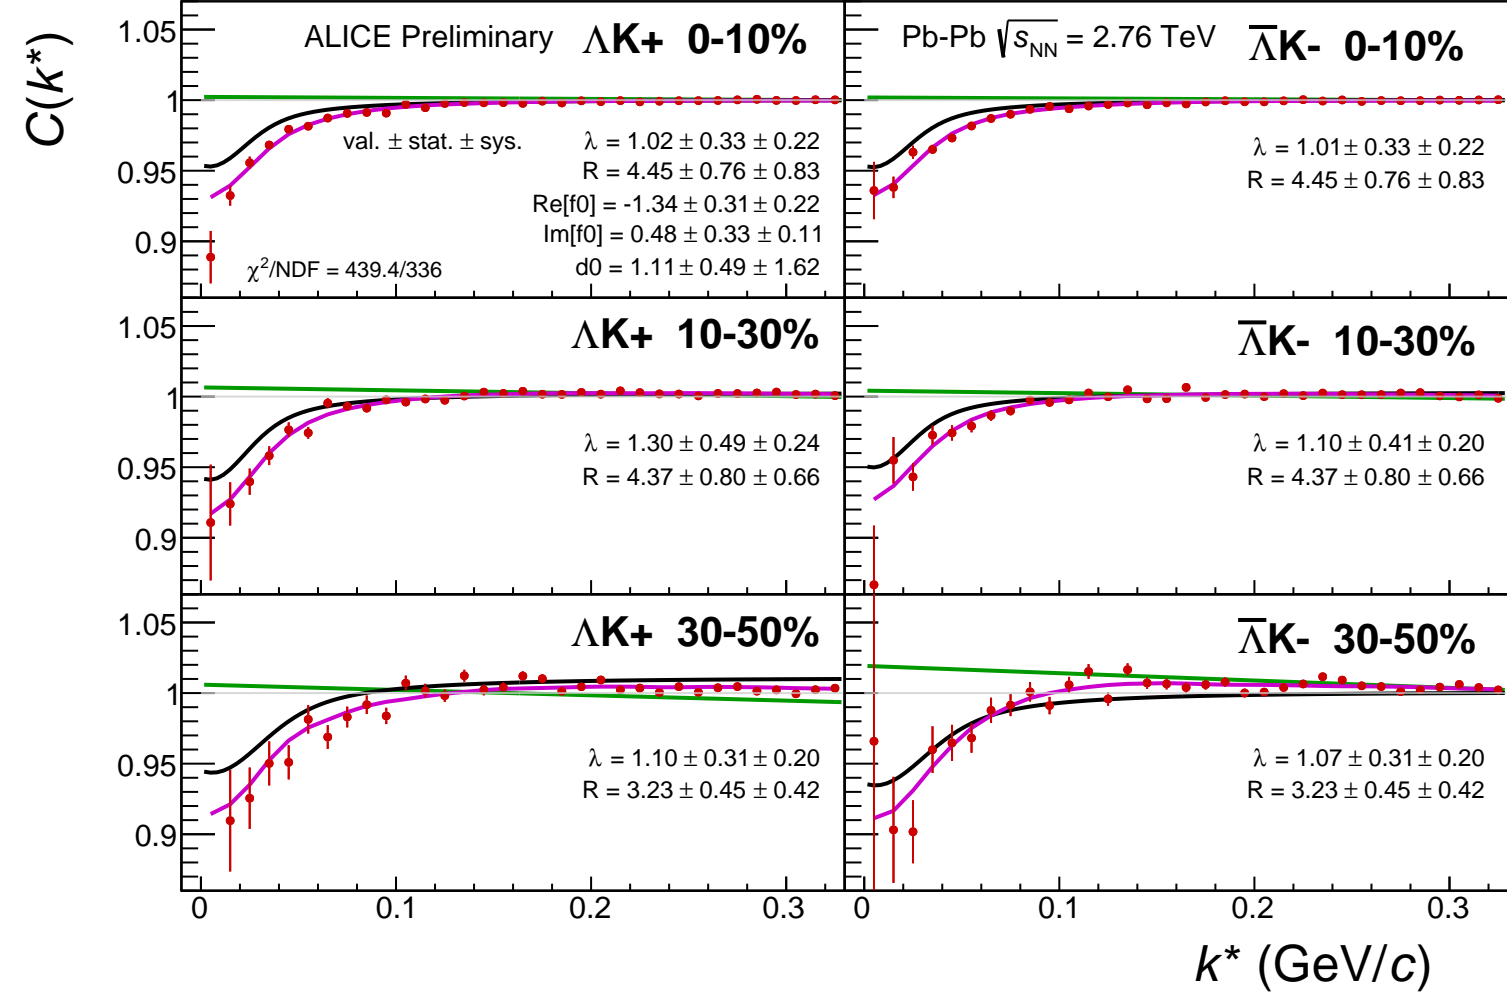 C(k*)
ALICE Preliminary ΛK+ 0-10%
val. ± stat. ± sys.
λ = 1.02 ± 0.33 ± 0.22
R = 4.45 ± 0.76 ± 0.83
Re[f0] = -1.34 ± 0.31 ± 0.22
Im[f0] = 0.48 ± 0.33 ± 0.11
d0 = 1.11 ± 0.49 ± 1.62
χ²/NDF = 439.4/336
1.05
1
0.95
0.9
Pb-Pb √sNN = 2.76 TeV Λ̅K- 0-10%
λ = 1.01 ± 0.33 ± 0.22
R = 4.45 ± 0.76 ± 0.83
ΛK+ 10-30%
λ = 1.30 ± 0.49 ± 0.24
R = 4.37 ± 0.80 ± 0.66
1.05
1
0.95
0.9
Λ̅K- 10-30%
λ = 1.10 ± 0.41 ± 0.20
R = 4.37 ± 0.80 ± 0.66
ΛK+ 30-50%
λ = 1.10 ± 0.31 ± 0.20
R = 3.23 ± 0.45 ± 0.42
1.05
1
0.95
0.9
Λ̅K- 30-50%
λ = 1.07 ± 0.31 ± 0.20
R = 3.23 ± 0.45 ± 0.42
0 0.1 0.2 0.3
0 0.1 0.2 0.3
k* (GeV/c)